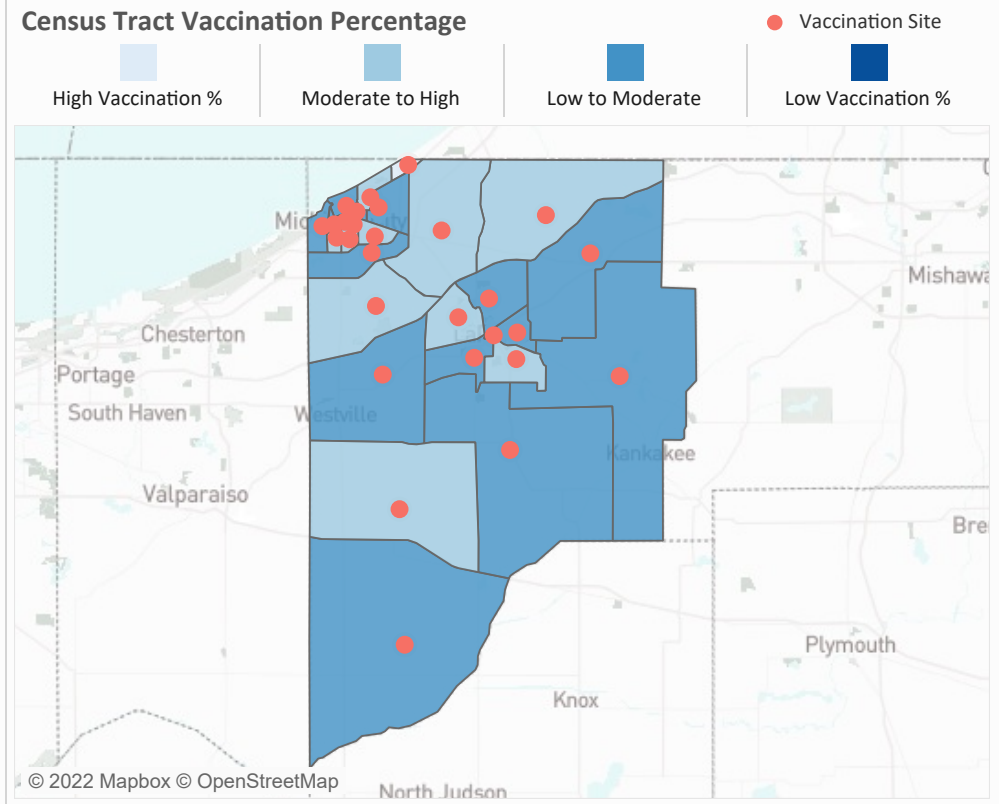 Census Tract Vaccination Percentage
Vaccination Site
High Vaccination %
Moderate to High
Low to Moderate
Low Vaccination %
Mishawa
Chesterton
Portage
South Haven
Westville
Kankakee
Valparaiso
Bre
Plymouth
Knox
© 2022 Mapbox © OpenStreetMap
North Judson